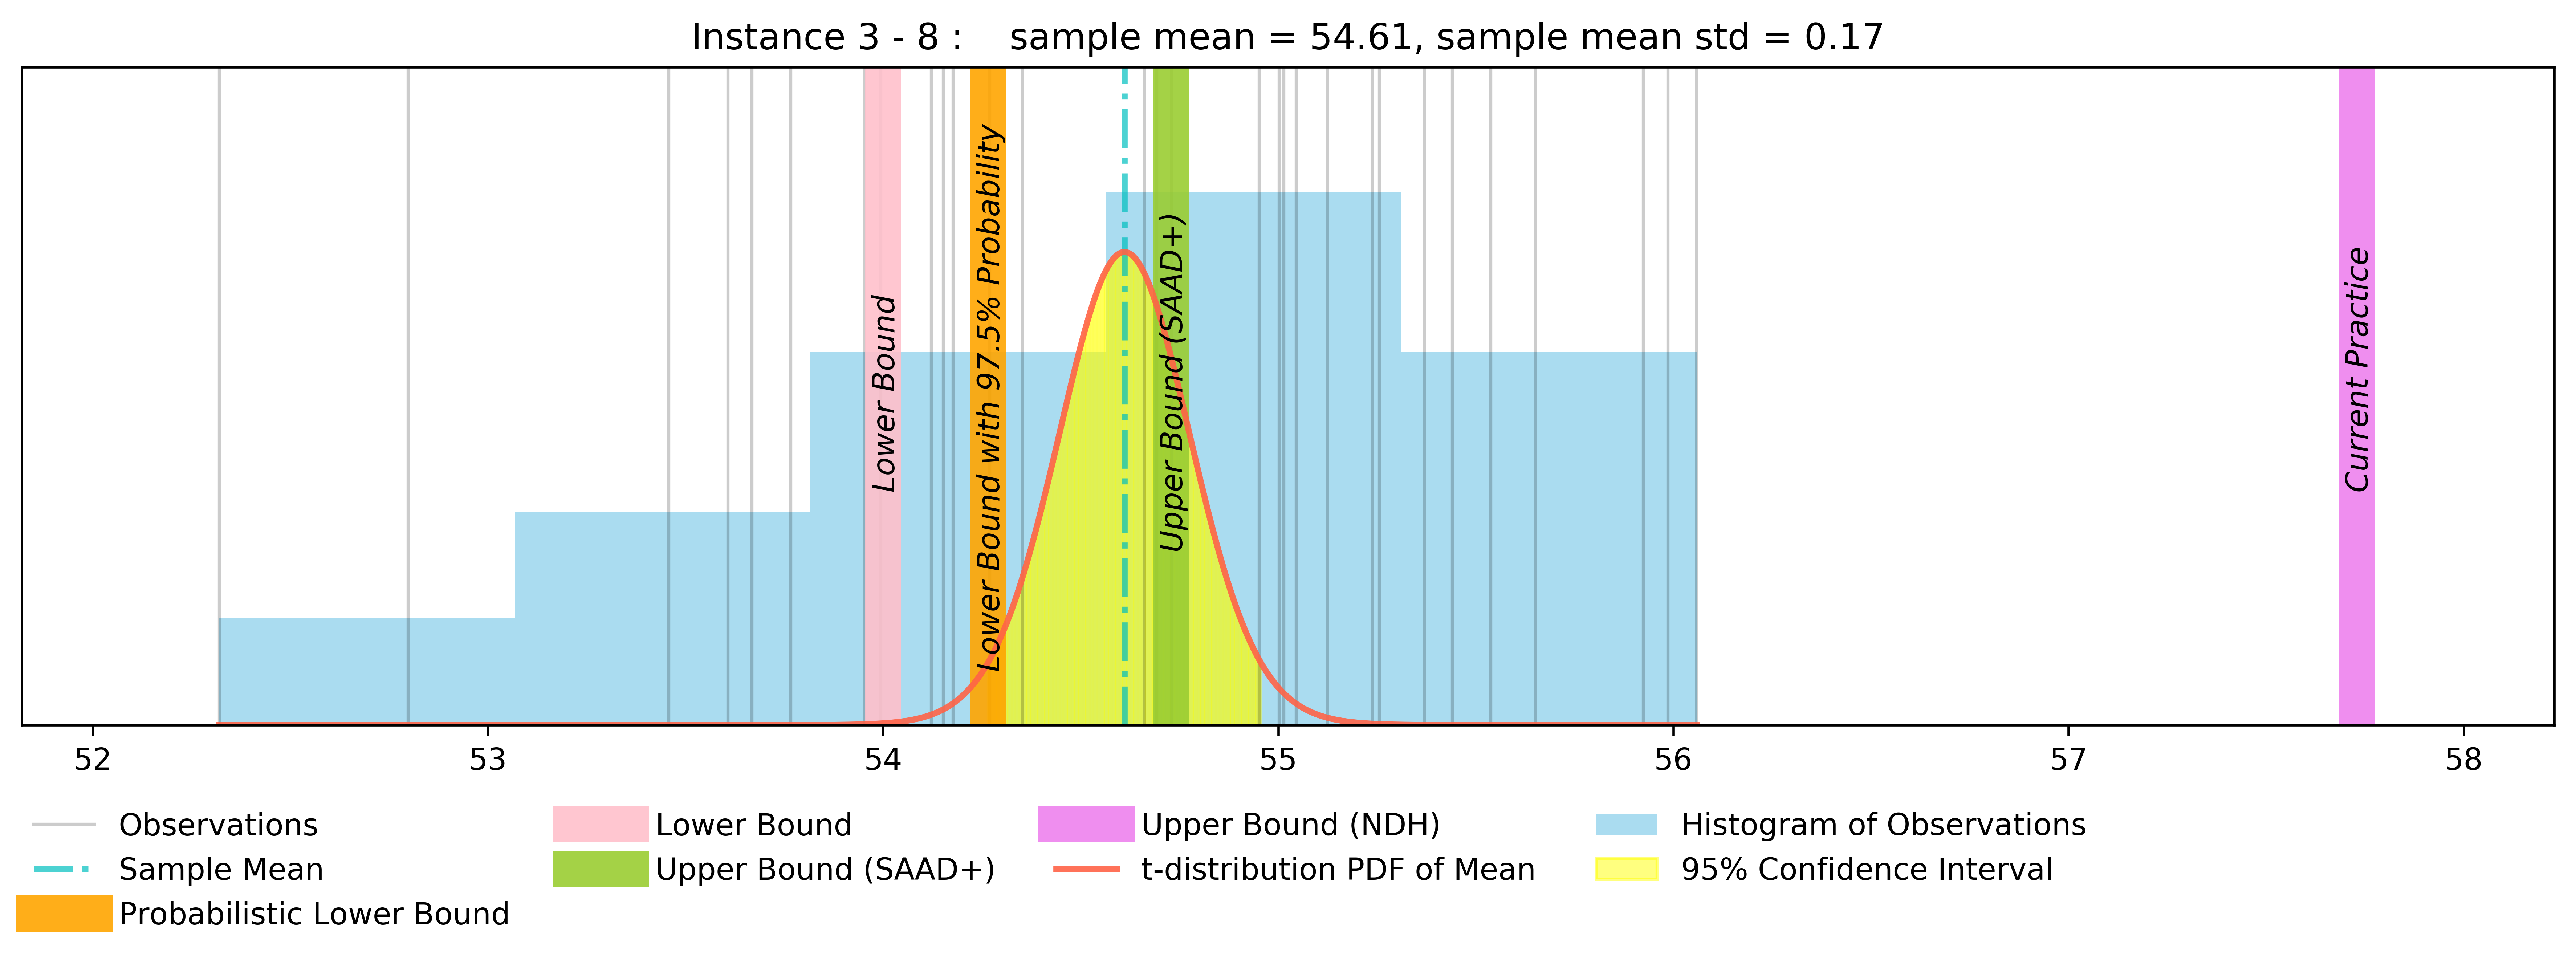 Instance 3 - 8 :    sample mean = 54.61, sample mean std = 0.17
Lower Bound
Lower Bound with 97.5% Probability
Upper Bound (SAAD+)
Current Practice
52 53 54 55 56 57 58
Observations
Sample Mean
Probabilistic Lower Bound
Lower Bound
Upper Bound (SAAD+)
Upper Bound (NDH)
t-distribution PDF of Mean
Histogram of Observations
95% Confidence Interval